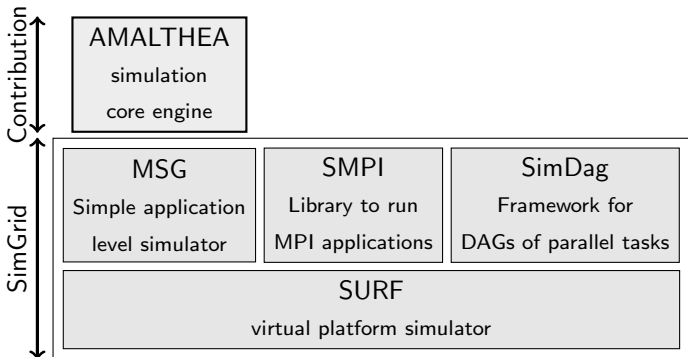 Contribution
AMALTHEA
simulation
core engine
SimGrid
MSG
Simple application
level simulator
SMPI
Library to run
MPI applications
SimDag
Framework for
DAGs of parallel tasks
SURF
virtual platform simulator